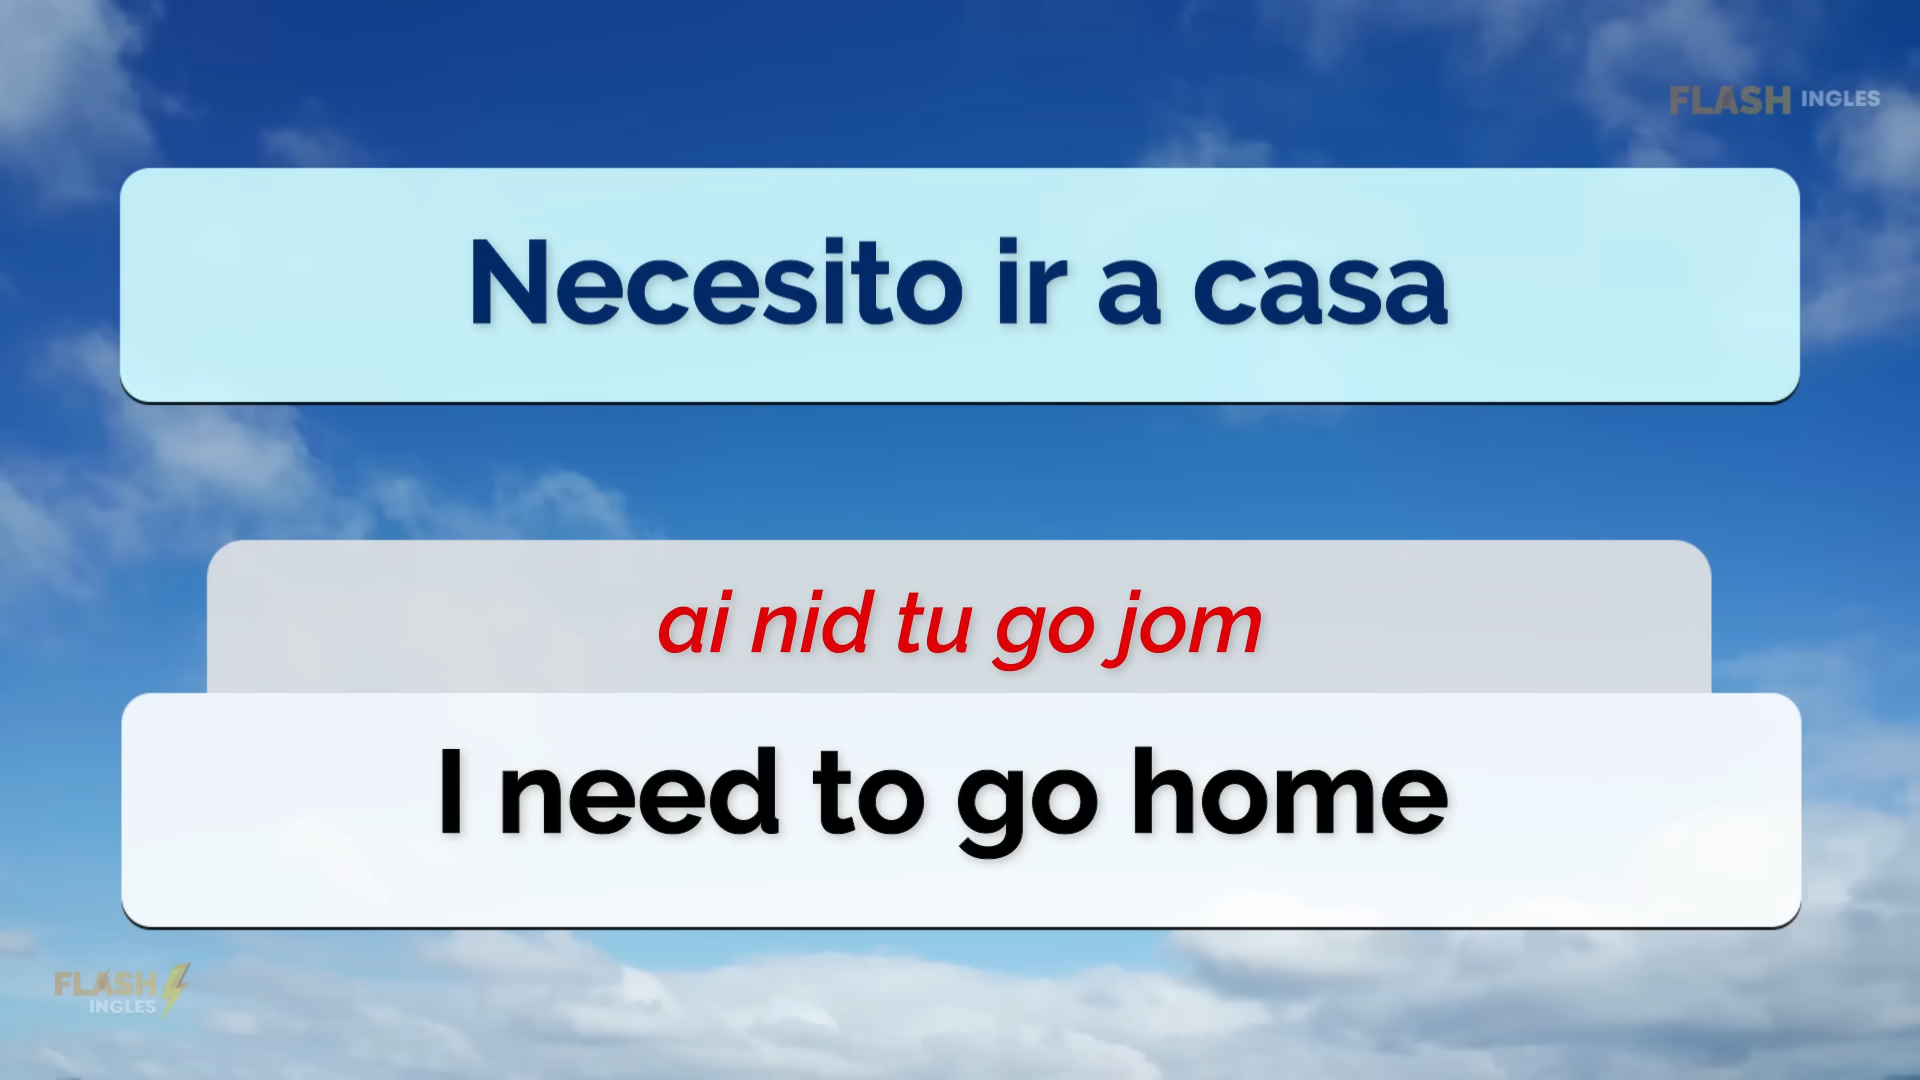 FLASH INGLES
Necesito ir a casa
ai nid tu go jom
I need to go home
FLASH
INGLES